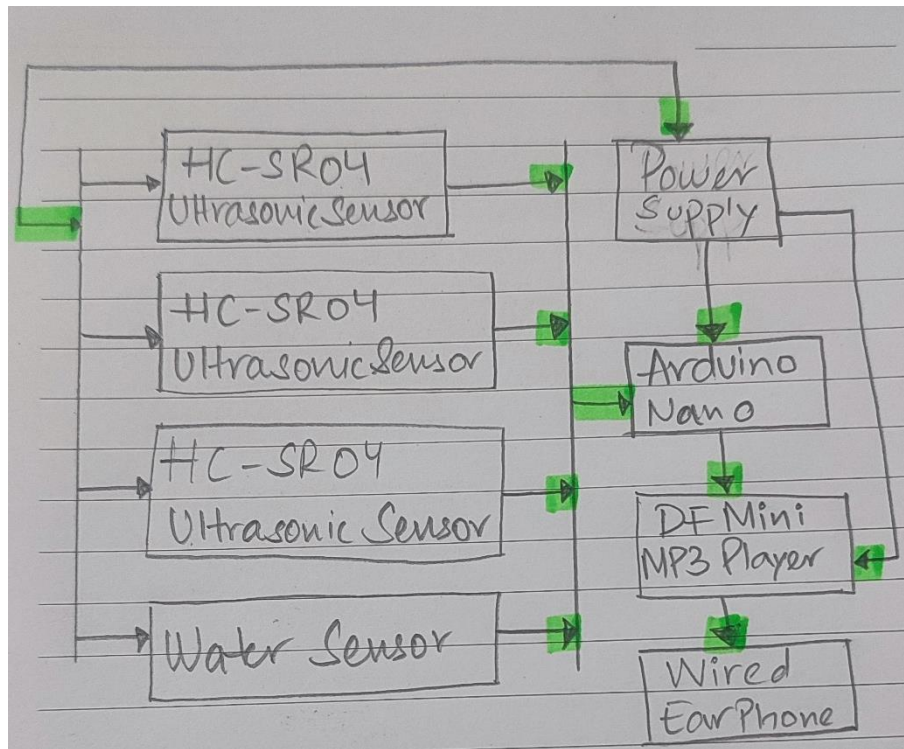 HC-SR04
Ultrasonic Sensor
HC-SR04
Ultrasonic Sensor
HC-SR04
Ultrasonic Sensor
Water Sensor
Power
Supply
Arduino
Nano
DF Mini
MP3 Player
Wired
EarPhone